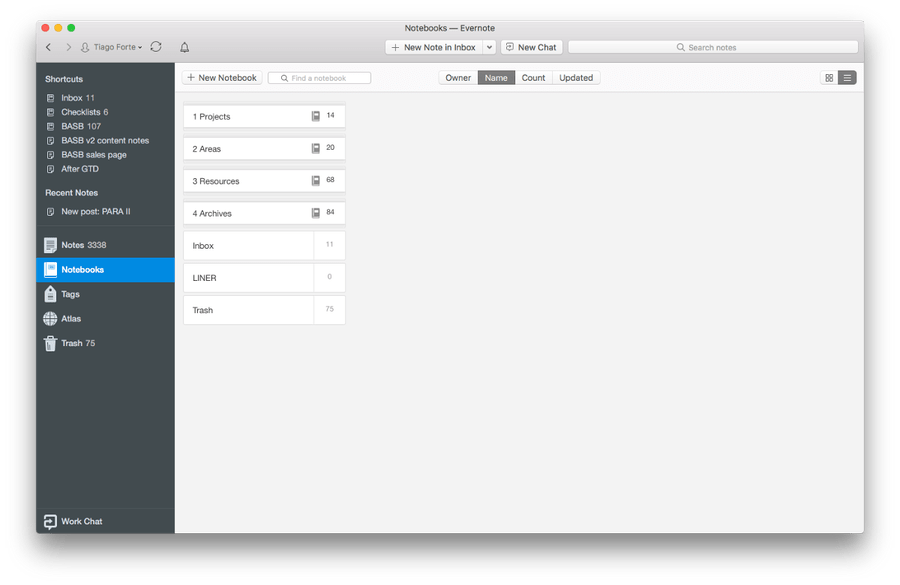 Notebooks — Evernote
Tiago Forte
New Note in Inbox
New Chat
Search notes
Shortcuts
Inbox 11
Checklists 6
BASB 107
BASB v2 content notes
BASB sales page
After GTD
Recent Notes
New post: PARA II
Notes 3338
Notebooks
Tags
Atlas
Trash 75
Work Chat
+ New Notebook
Find a notebook
Owner Name Count Updated
1 Projects 14
2 Areas 20
3 Resources 68
4 Archives 84
Inbox 11
LINER 0
Trash 75